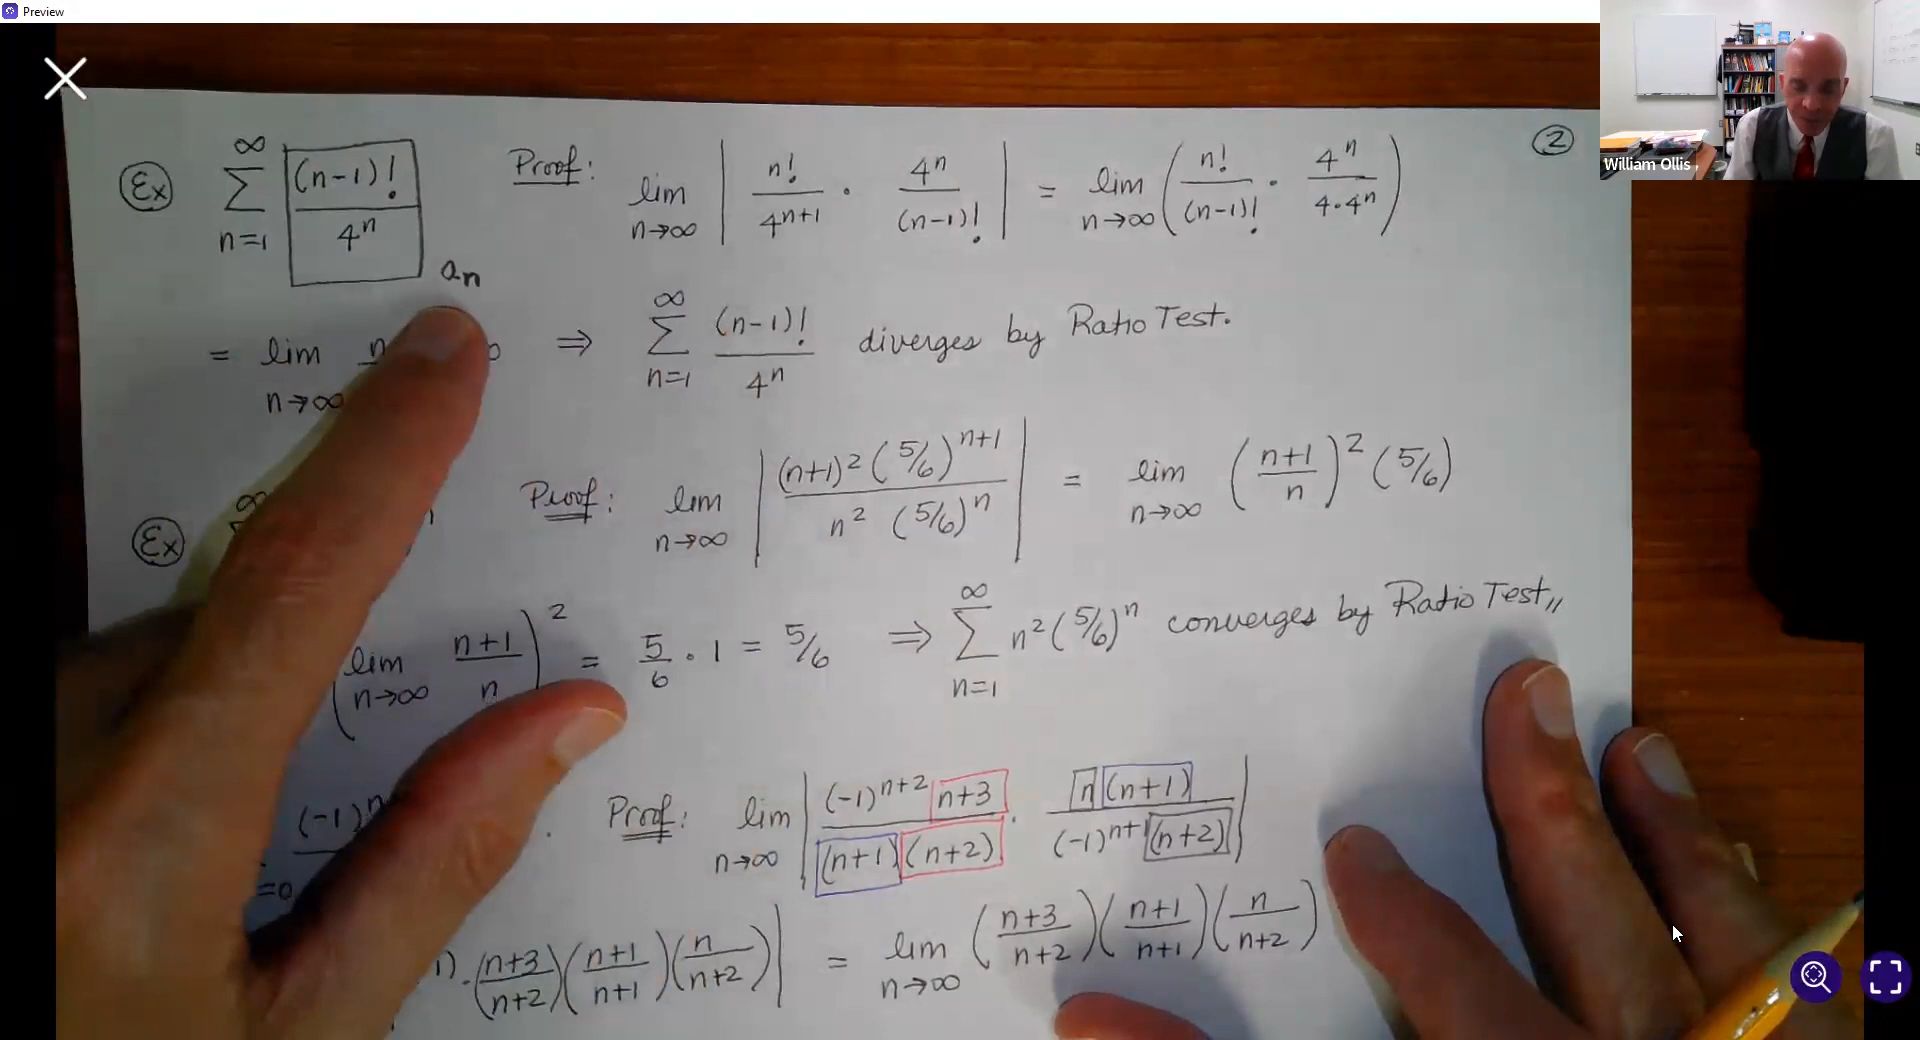 Preview
William Ollis
②
Ex ∑_{n=1}^{∞} (n-1)!/4^n a_n Proof: lim_{n→∞} | n!/4^{n+1} · 4^n/(n-1)! | = lim_{n→∞} ( n!/(n-1)! · 4^n/(4·4^n) )
= lim_{n→∞} n ⇒ ∑_{n=1}^{∞} (n-1)!/4^n diverges by Ratio Test.
Ex Proof: lim_{n→∞} | (n+1)^2 (5/6)^{n+1} / n^2 (5/6)^n | = lim_{n→∞} ((n+1)/n)^2 (5/6)
(lim_{n→∞} (n+1)/n)^2 = 5/6 · 1 = 5/6 ⇒ ∑_{n=1}^{∞} n^2 (5/6)^n converges by Ratio Test //
(-1)^n =0 . Proof: lim_{n→∞} | (-1)^{n+2} (n+3) / (n+1)(n+2) · n(n+1) / (-1)^{n+1} (n+2) |
1) · ((n+3)/(n+2)) ((n+1)/(n+1)) (n/(n+2)) | = lim_{n→∞} ((n+3)/(n+2)) ((n+1)/(n+1)) (n/(n+2))